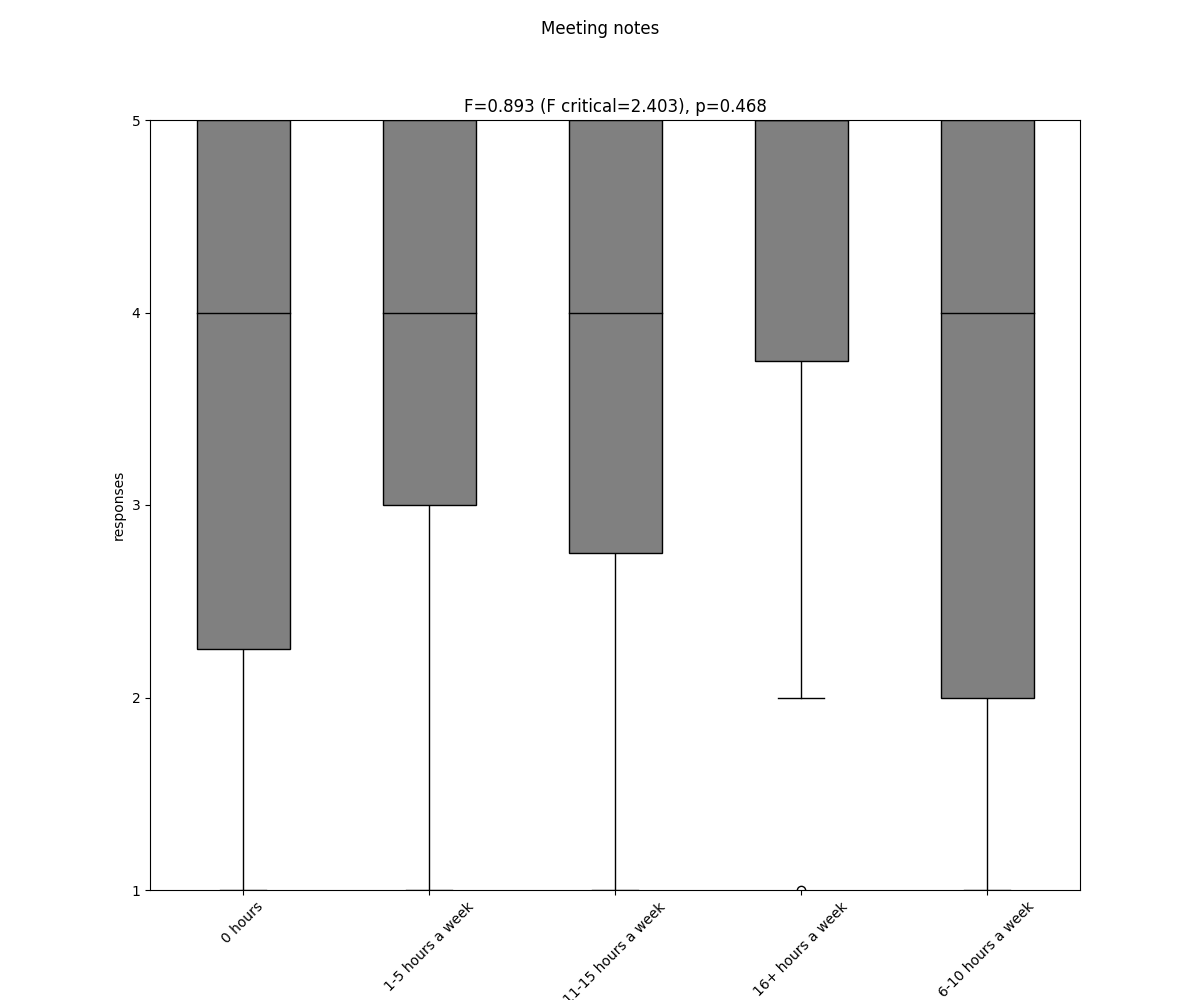 Meeting notes
F=0.893 (F critical=2.403), p=0.468
5
4
3
2
1
responses
0 hours
1-5 hours a week
11-15 hours a week
16+ hours a week
6-10 hours a week